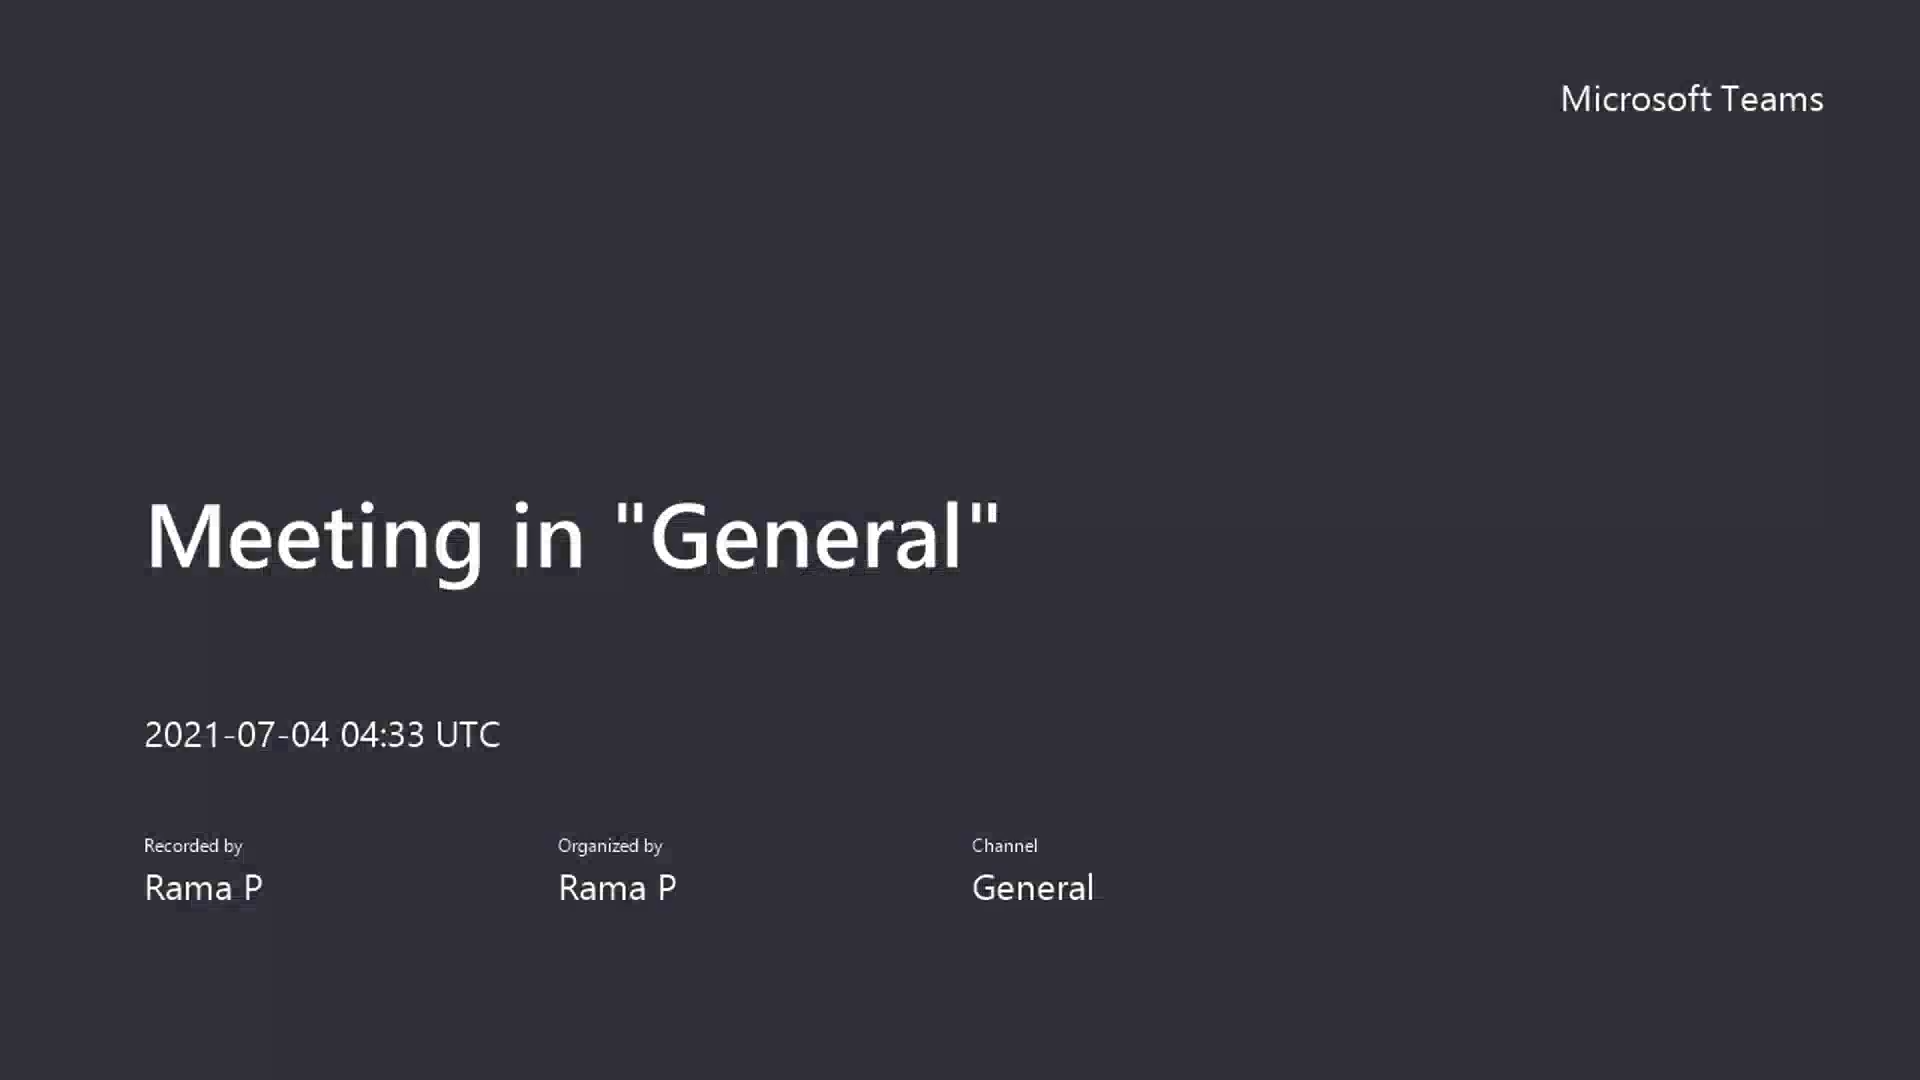 Microsoft Teams
Meeting in "General"
2021-07-04 04:33 UTC
Recorded by
Rama P
Organized by
Rama P
Channel
General